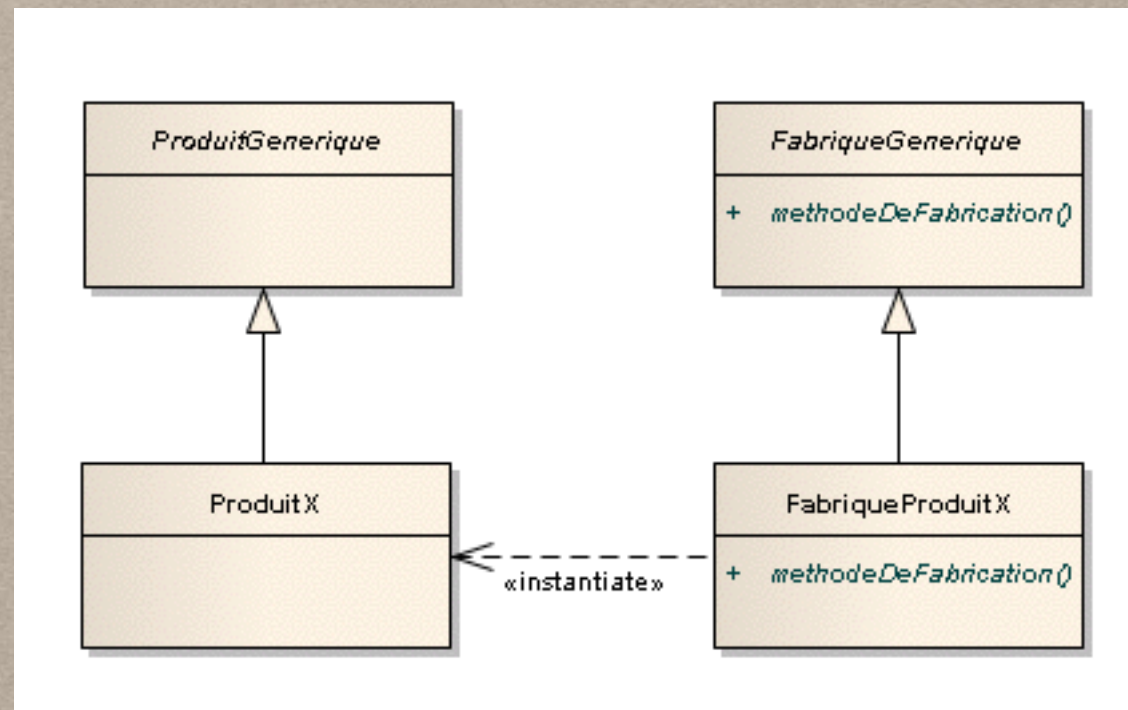 ProduitGenerique
FabriqueGenerique
+ methodeDeFabrication()
ProduitX
FabriqueProduitX
+ methodeDeFabrication()
«instantiate»